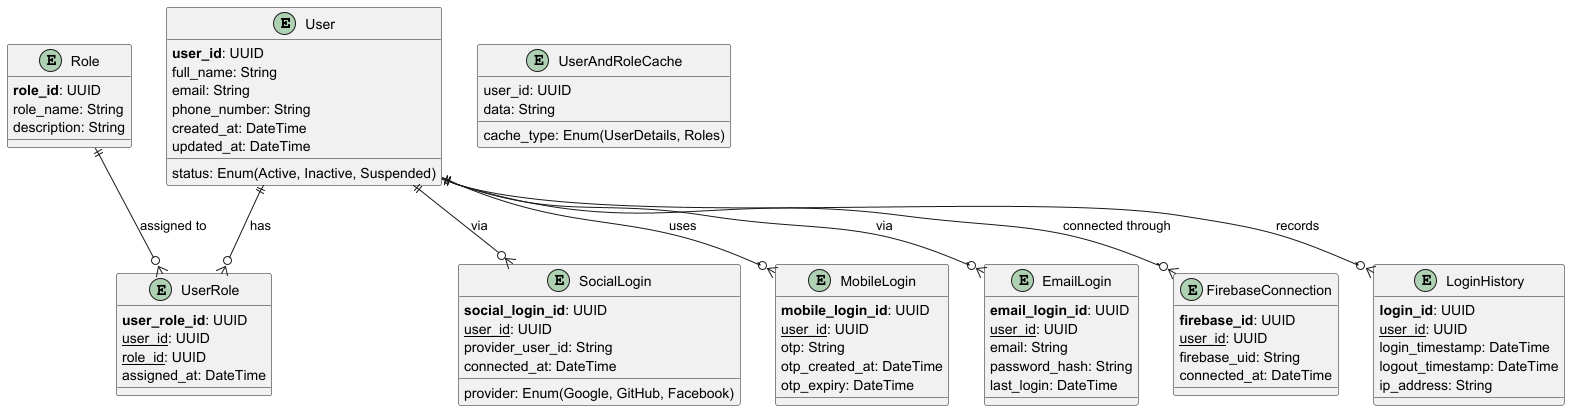 E Role
role_id: UUID
role_name: String
description: String
E User
user_id: UUID
full_name: String
email: String
phone_number: String
created_at: DateTime
updated_at: DateTime
status: Enum(Active, Inactive, Suspended)
E UserAndRoleCache
user_id: UUID
data: String
cache_type: Enum(UserDetails, Roles)
assigned to
has
via
uses
via
connected through
records
E UserRole
user_role_id: UUID
user_id: UUID
role_id: UUID
assigned_at: DateTime
E SocialLogin
social_login_id: UUID
user_id: UUID
provider_user_id: String
connected_at: DateTime
provider: Enum(Google, GitHub, Facebook)
E MobileLogin
mobile_login_id: UUID
user_id: UUID
otp: String
otp_created_at: DateTime
otp_expiry: DateTime
E EmailLogin
email_login_id: UUID
user_id: UUID
email: String
password_hash: String
last_login: DateTime
E FirebaseConnection
firebase_id: UUID
user_id: UUID
firebase_uid: String
connected_at: DateTime
E LoginHistory
login_id: UUID
user_id: UUID
login_timestamp: DateTime
logout_timestamp: DateTime
ip_address: String